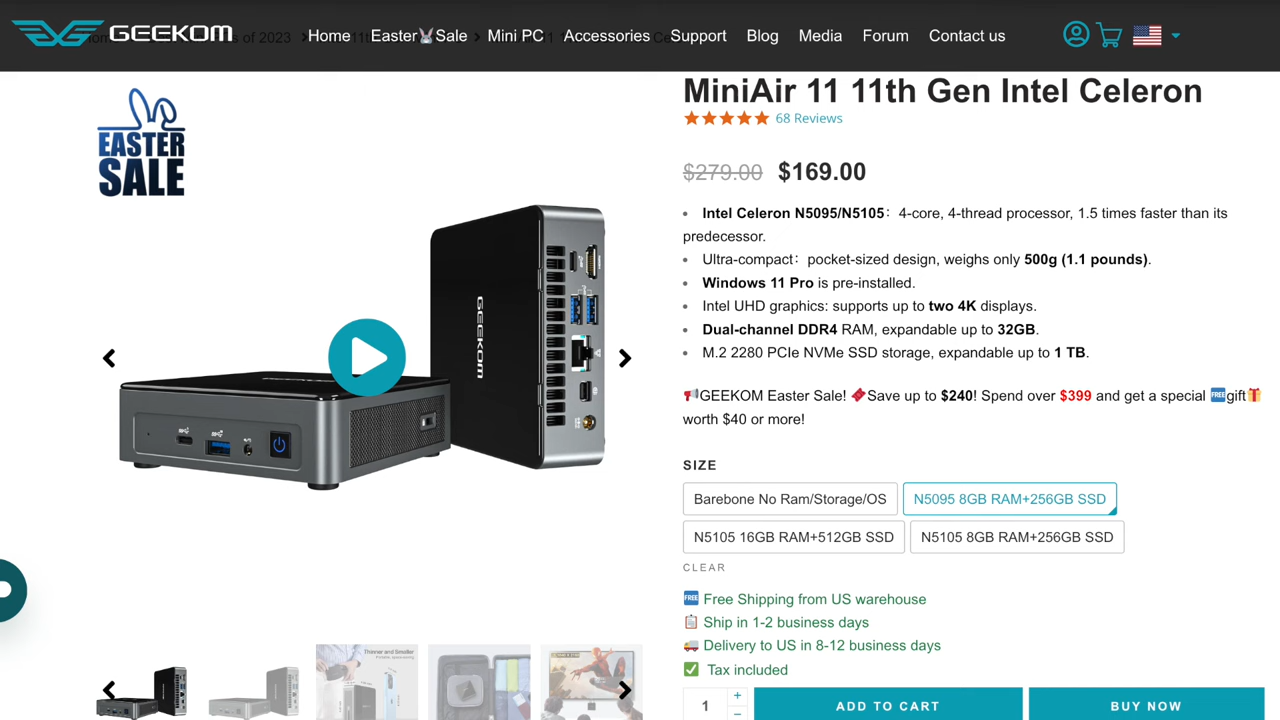 GEEKOM
Home Easter🐰Sale Mini PC Accessories Support Blog Media Forum Contact us
MiniAir 11 11th Gen Intel Celeron
68 Reviews
EASTER
SALE
$279.00 $169.00
Intel Celeron N5095/N5105：4-core, 4-thread processor, 1.5 times faster than its
predecessor.
Ultra-compact：pocket-sized design, weighs only 500g (1.1 pounds).
Windows 11 Pro is pre-installed.
Intel UHD graphics: supports up to two 4K displays.
Dual-channel DDR4 RAM, expandable up to 32GB.
M.2 2280 PCIe NVMe SSD storage, expandable up to 1 TB.
GEEKOM
📢GEEKOM Easter Sale! 🧨Save up to $240! Spend over $399 and get a special 🆓gift🎁
worth $40 or more!
SIZE
Barebone No Ram/Storage/OS N5095 8GB RAM+256GB SSD
N5105 16GB RAM+512GB SSD N5105 8GB RAM+256GB SSD
CLEAR
🆓 Free Shipping from US warehouse
📋 Ship in 1-2 business days
🚚 Delivery to US in 8-12 business days
✅ Tax included
Thinner and Smaller
1 + − ADD TO CART BUY NOW